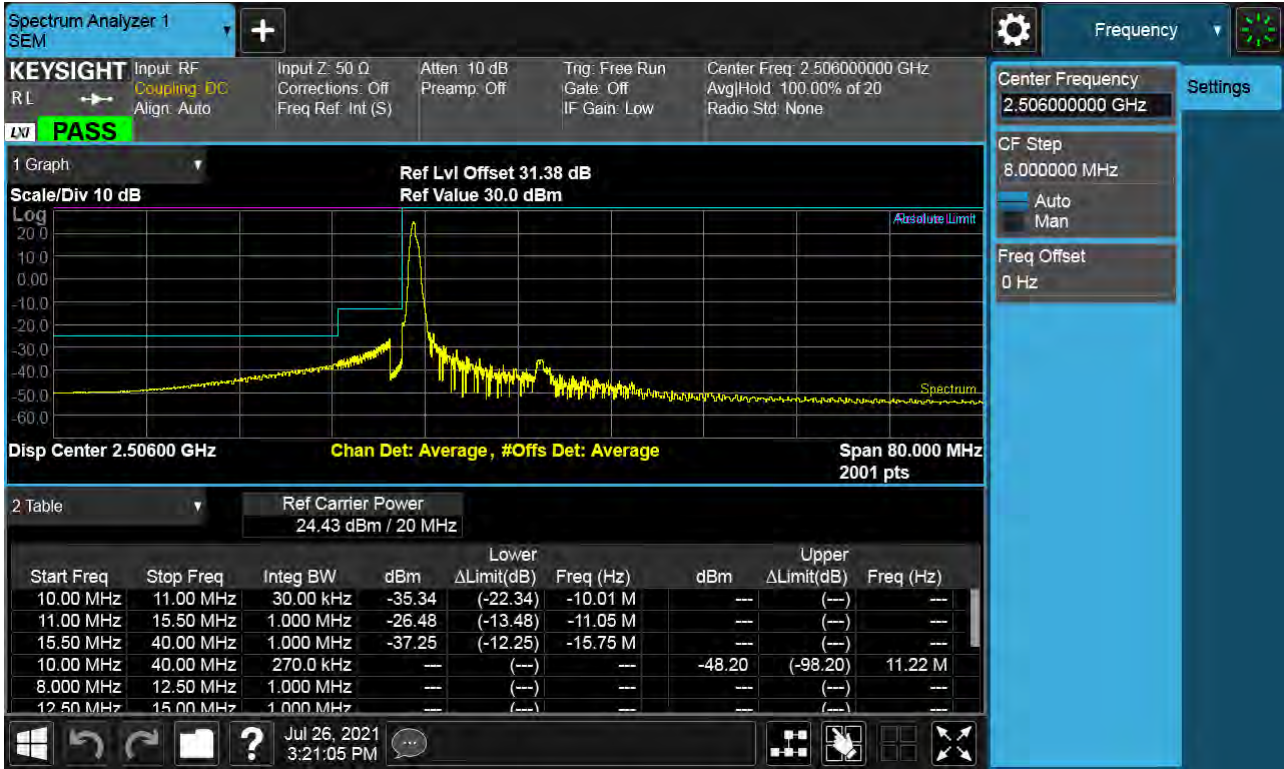 Spectrum Analyzer 1
SEM
Frequency
KEYSIGHT
R L
LXI
PASS
Input: RF
Coupling: DC
Align: Auto
Input Z: 50 Ω
Corrections: Off
Freq Ref: Int (S)
Atten: 10 dB
Preamp: Off
Trig: Free Run
Gate: Off
IF Gain: Low
Center Freq: 2.506000000 GHz
Avg|Hold: 100.00% of 20
Radio Std: None
Center Frequency
2.506000000 GHz
Settings
CF Step
8.000000 MHz
Auto
Man
Freq Offset
0 Hz
1 Graph
Scale/Div 10 dB
Ref Lvl Offset 31.38 dB
Ref Value 30.0 dBm
Log
Absolute Limit
20.0
10.0
0.00
-10.0
-20.0
-30.0
-40.0
-50.0
-60.0
Spectrum
Disp Center 2.50600 GHz
Chan Det: Average, #Offs Det: Average
Span 80.000 MHz
2001 pts
2 Table
Ref Carrier Power
24.43 dBm / 20 MHz
Lower Upper
Start Freq Stop Freq Integ BW dBm ΔLimit(dB) Freq (Hz) dBm ΔLimit(dB) Freq (Hz)
10.00 MHz 11.00 MHz 30.00 kHz -35.34 (-22.34) -10.01 M --- (---) ---
11.00 MHz 15.50 MHz 1.000 MHz -26.48 (-13.48) -11.05 M --- (---) ---
15.50 MHz 40.00 MHz 1.000 MHz -37.25 (-12.25) -15.75 M --- (---) ---
10.00 MHz 40.00 MHz 270.0 kHz --- (---) --- -48.20 (-98.20) 11.22 M
8.000 MHz 12.50 MHz 1.000 MHz --- (---) --- --- (---) ---
12.50 MHz 15.00 MHz 1.000 MHz --- (---) --- --- (---) ---
Jul 26, 2021
3:21:05 PM